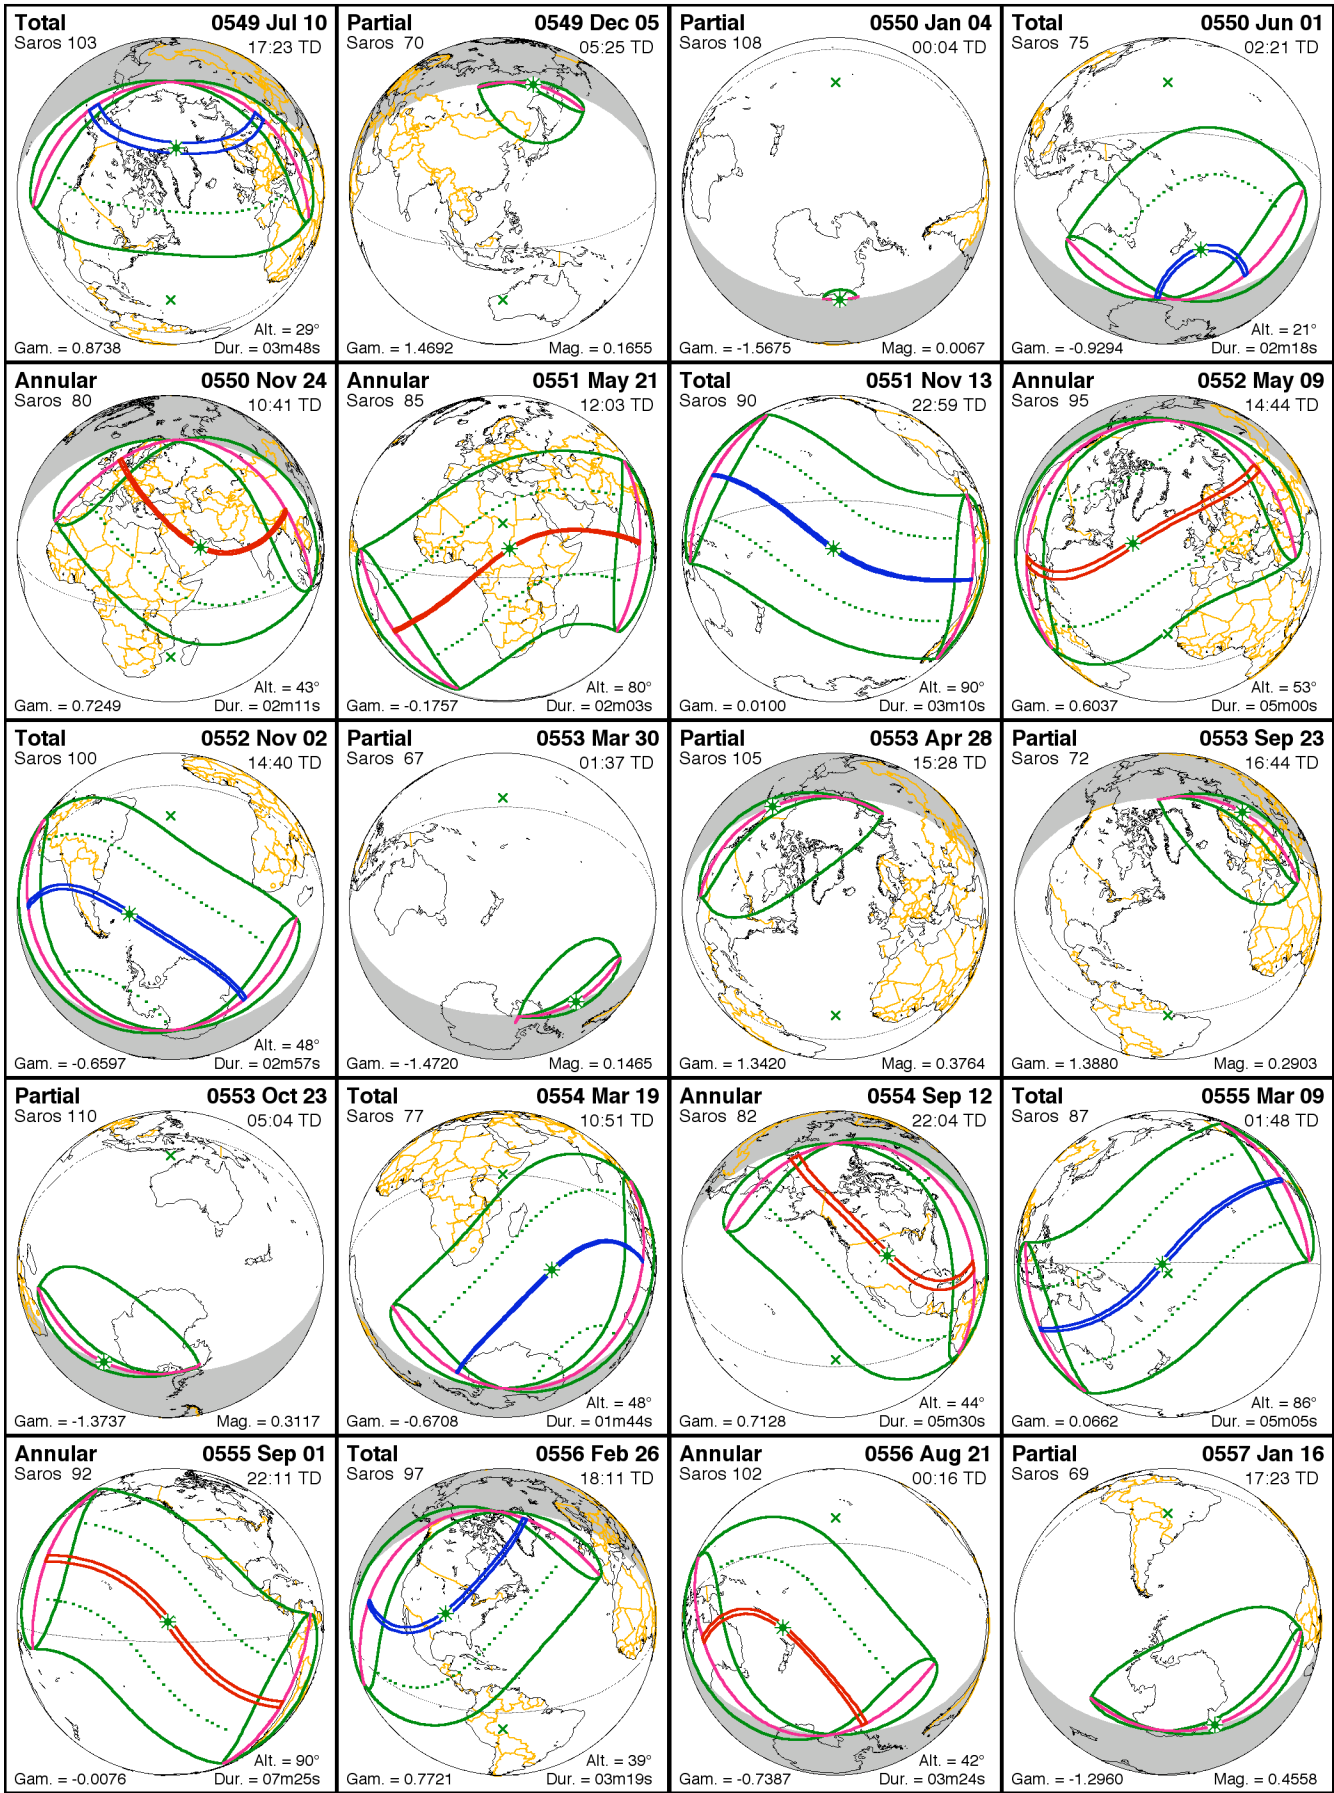 Total 0549 Jul 10
Saros 103 17:23 TD
Alt. = 29°
Gam. = 0.8738 Dur. = 03m48s
Partial 0549 Dec 05
Saros 70 05:25 TD
Gam. = 1.4692 Mag. = 0.1655
Partial 0550 Jan 04
Saros 108 00:04 TD
Gam. = -1.5675 Mag. = 0.0067
Total 0550 Jun 01
Saros 75 02:21 TD
Alt. = 21°
Gam. = -0.9294 Dur. = 02m18s
Annular 0550 Nov 24
Saros 80 10:41 TD
Alt. = 43°
Gam. = 0.7249 Dur. = 02m11s
Annular 0551 May 21
Saros 85 12:03 TD
Alt. = 80°
Gam. = -0.1757 Dur. = 02m03s
Total 0551 Nov 13
Saros 90 22:59 TD
Alt. = 90°
Gam. = 0.0100 Dur. = 03m10s
Annular 0552 May 09
Saros 95 14:44 TD
Alt. = 53°
Gam. = 0.6037 Dur. = 05m00s
Total 0552 Nov 02
Saros 100 14:40 TD
Alt. = 48°
Gam. = -0.6597 Dur. = 02m57s
Partial 0553 Mar 30
Saros 67 01:37 TD
Gam. = -1.4720 Mag. = 0.1465
Partial 0553 Apr 28
Saros 105 15:28 TD
Gam. = 1.3420 Mag. = 0.3764
Partial 0553 Sep 23
Saros 72 16:44 TD
Gam. = 1.3880 Mag. = 0.2903
Partial 0553 Oct 23
Saros 110 05:04 TD
Gam. = -1.3737 Mag. = 0.3117
Total 0554 Mar 19
Saros 77 10:51 TD
Alt. = 48°
Gam. = -0.6708 Dur. = 01m44s
Annular 0554 Sep 12
Saros 82 22:04 TD
Alt. = 44°
Gam. = 0.7128 Dur. = 05m30s
Total 0555 Mar 09
Saros 87 01:48 TD
Alt. = 86°
Gam. = 0.0662 Dur. = 05m05s
Annular 0555 Sep 01
Saros 92 22:11 TD
Alt. = 90°
Gam. = -0.0076 Dur. = 07m25s
Total 0556 Feb 26
Saros 97 18:11 TD
Alt. = 39°
Gam. = 0.7721 Dur. = 03m19s
Annular 0556 Aug 21
Saros 102 00:16 TD
Alt. = 42°
Gam. = -0.7387 Dur. = 03m24s
Partial 0557 Jan 16
Saros 69 17:23 TD
Gam. = -1.2960 Mag. = 0.4558